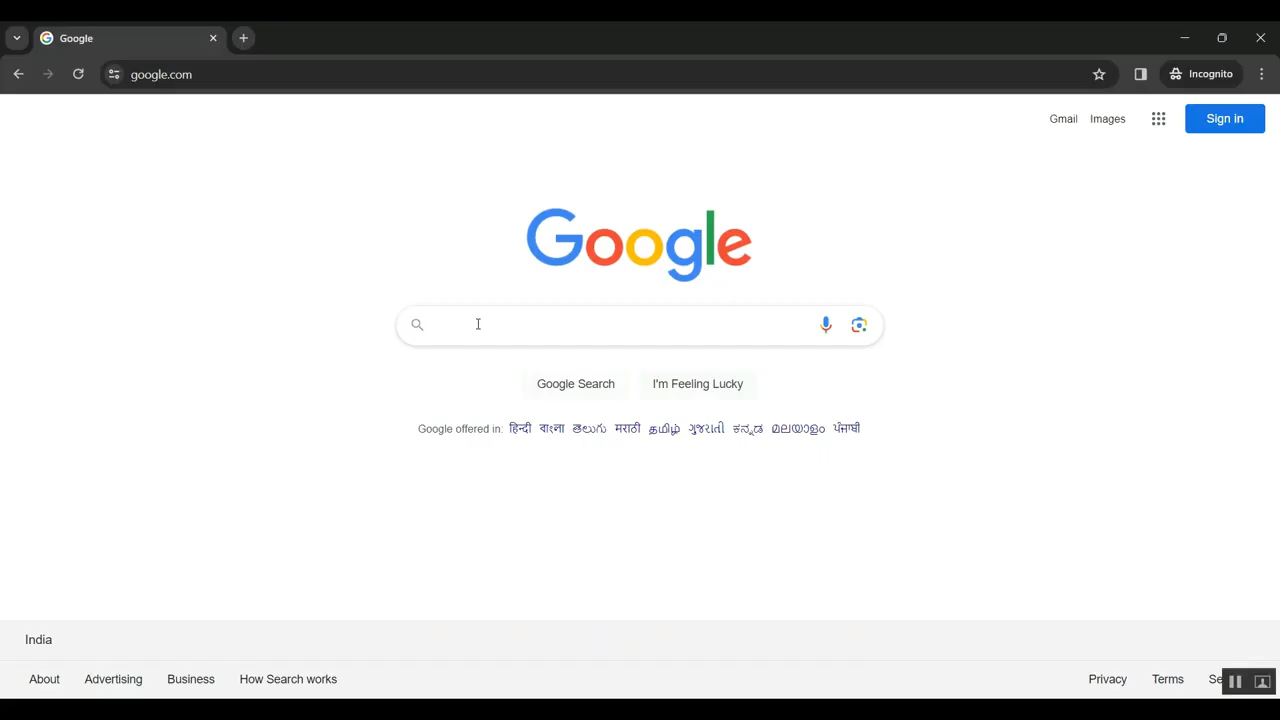 Google
google.com
Incognito
Gmail Images Sign in
Google
Google Search I'm Feeling Lucky
Google offered in: हिन्दी বাংলা తెలుగు मराठी தமிழ் ગુજરાતી ಕನ್ನಡ മലയാളം ਪੰਜਾਬੀ
India
About Advertising Business How Search works Privacy Terms Se